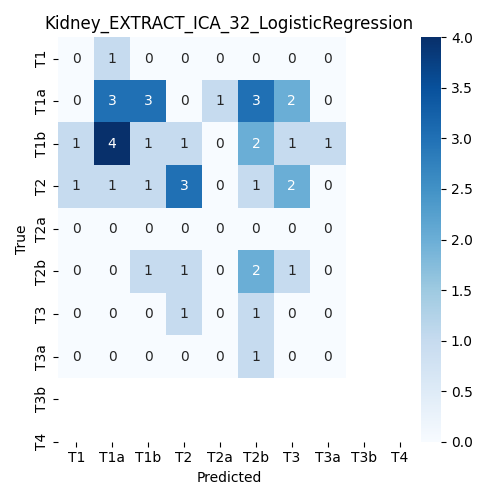 Kidney_EXTRACT_ICA_32_LogisticRegression
T1 0 1 0 0 0 0 0 0
T1a 0 3 3 0 1 3 2 0
T1b 1 4 1 1 0 2 1 1
T2 1 1 1 3 0 1 2 0
T2a 0 0 0 0 0 0 0 0
T2b 0 0 1 1 0 2 1 0
T3 0 0 0 1 0 1 0 0
T3a 0 0 0 0 0 1 0 0
T3b
T4
True
T1 T1a T1b T2 T2a T2b T3 T3a T3b T4
Predicted
4.0
3.5
3.0
2.5
2.0
1.5
1.0
0.5
0.0